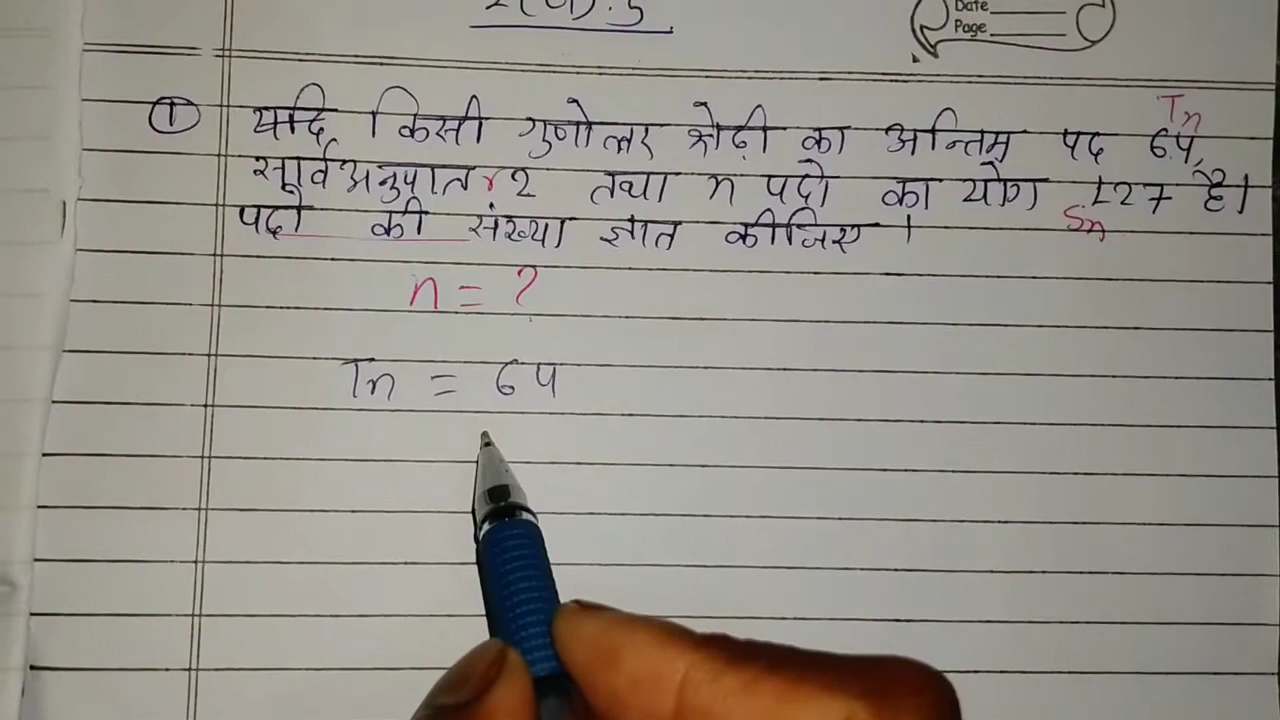 Date
Page
① यदि किसी गुणोत्तर श्रेढ़ी का अन्तिम पद 64, Tn
सार्वअनुपात r 2 तथा n पदो का योग 127 है।
पदो की संख्या ज्ञात कीजिए । Sn
n = ?
Tn = 64